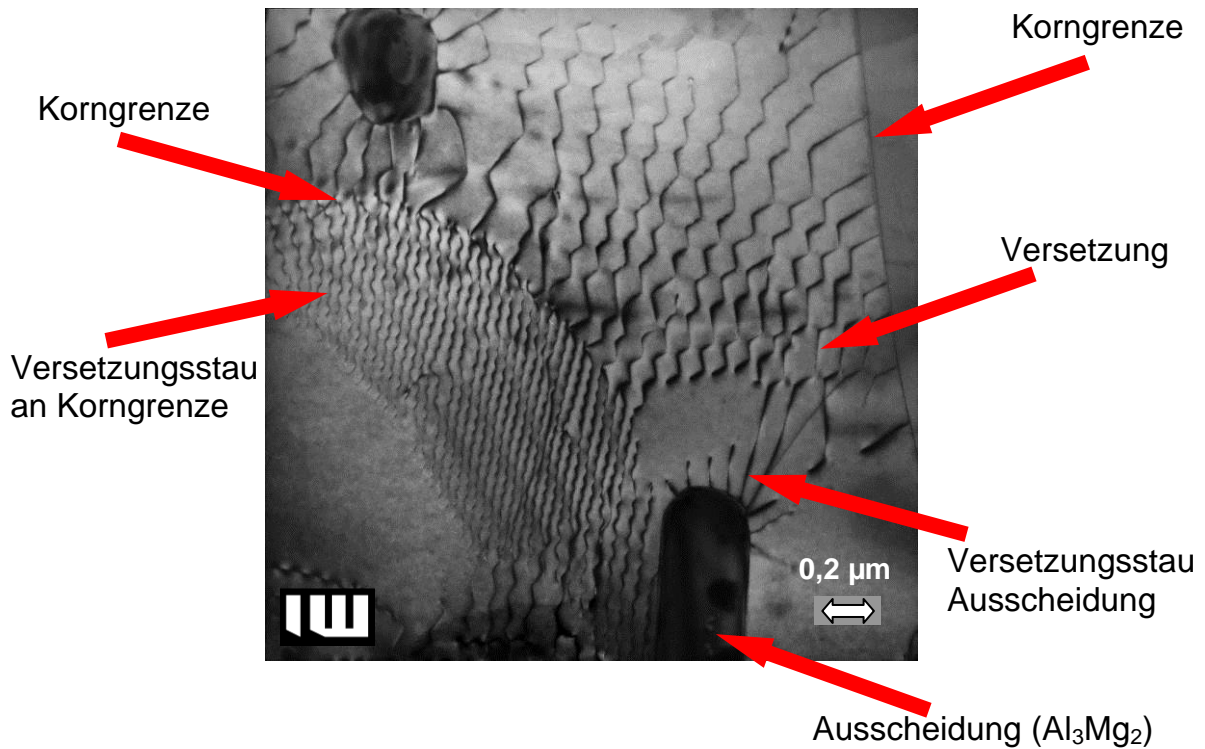 Korngrenze
Korngrenze
Versetzung
Versetzungsstau
an Korngrenze
0,2 µm
Versetzungsstau
Ausscheidung
Ausscheidung (Al₃Mg₂)